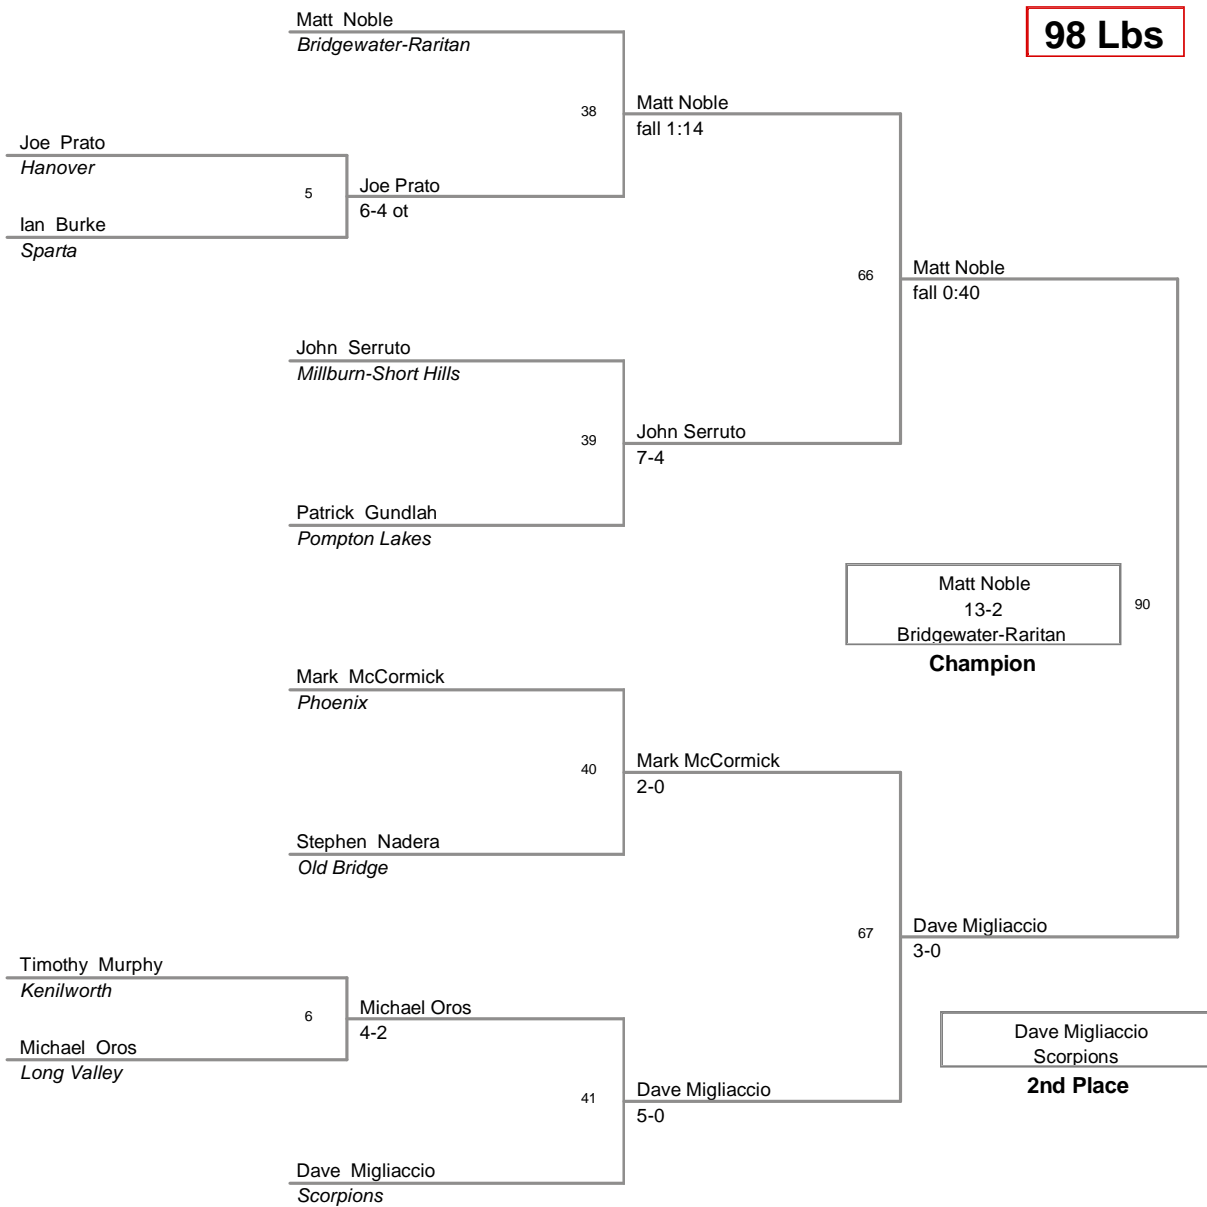 Matt  Noble
Bridgewater-Raritan
98 Lbs
38
Matt Noble
fall 1:14
Joe  Prato
Hanover
5
Joe Prato
6-4 ot
Ian  Burke
Sparta
66
Matt Noble
fall 0:40
John  Serruto
Millburn-Short Hills
39
John Serruto
7-4
Patrick  Gundlah
Pompton Lakes
Matt Noble
13-2
Bridgewater-Raritan
Champion
90
Mark  McCormick
Phoenix
40
Mark McCormick
2-0
Stephen  Nadera
Old Bridge
67
Dave Migliaccio
3-0
Timothy  Murphy
Kenilworth
6
Michael Oros
4-2
Michael  Oros
Long Valley
Dave Migliaccio
Scorpions
2nd Place
41
Dave Migliaccio
5-0
Dave  Migliaccio
Scorpions